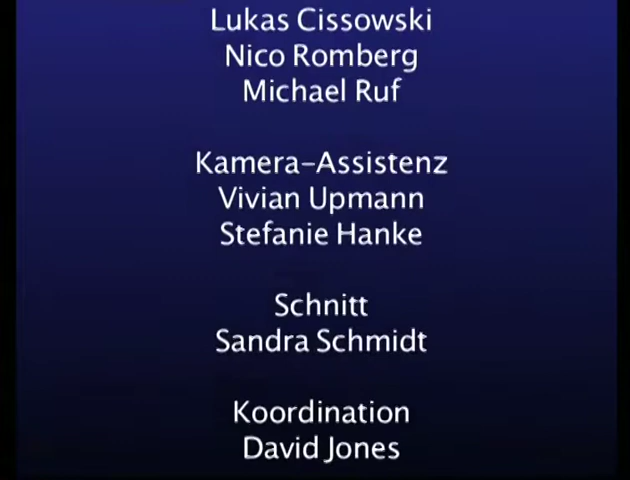 Lukas Cissowski
Nico Romberg
Michael Ruf
Kamera-Assistenz
Vivian Upmann
Stefanie Hanke
Schnitt
Sandra Schmidt
Koordination
David Jones